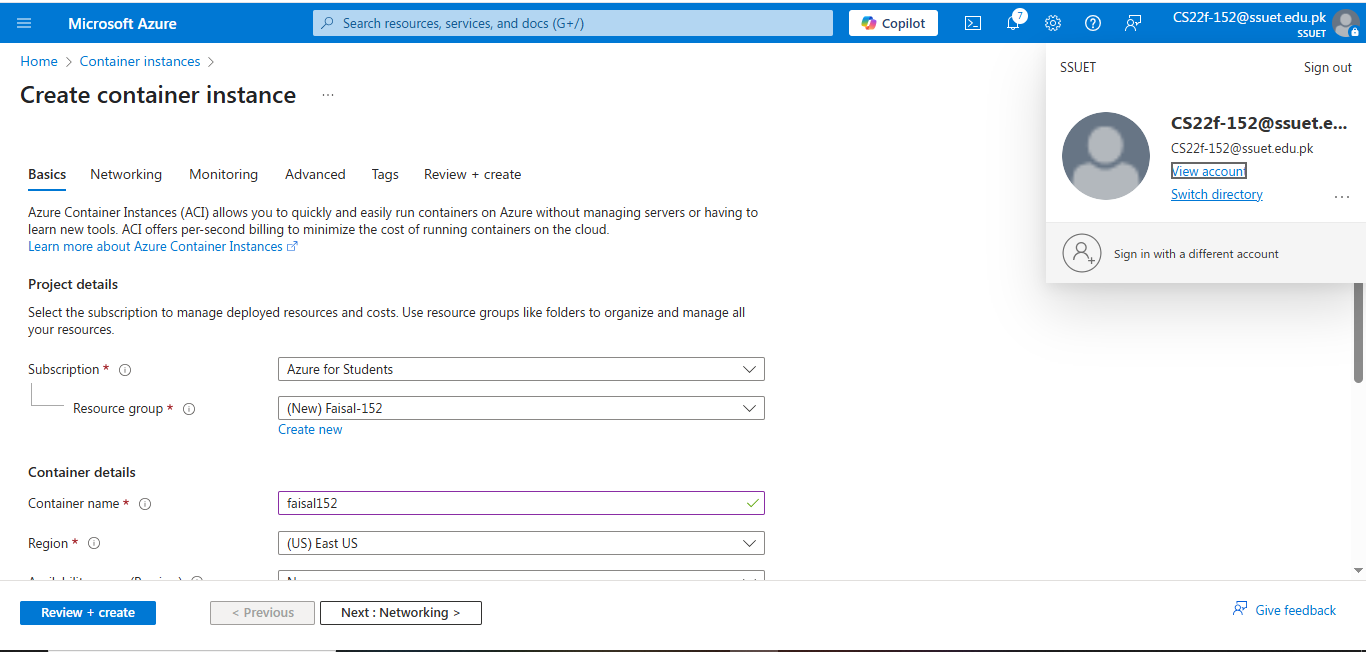 Microsoft Azure
Search resources, services, and docs (G+/)
Copilot
7
CS22f-152@ssuet.edu.pk
SSUET
Home > Container instances >
Create container instance ...
SSUET
Sign out
CS22f-152@ssuet.e...
CS22f-152@ssuet.edu.pk
View account
Switch directory
...
Sign in with a different account
Basics Networking Monitoring Advanced Tags Review + create
Azure Container Instances (ACI) allows you to quickly and easily run containers on Azure without managing servers or having to
learn new tools. ACI offers per-second billing to minimize the cost of running containers on the cloud.
Learn more about Azure Container Instances
Project details
Select the subscription to manage deployed resources and costs. Use resource groups like folders to organize and manage all
your resources.
Subscription *
Azure for Students
Resource group *
(New) Faisal-152
Create new
Container details
Container name *
faisal152
Region *
(US) East US
Review + create
< Previous
Next : Networking >
Give feedback